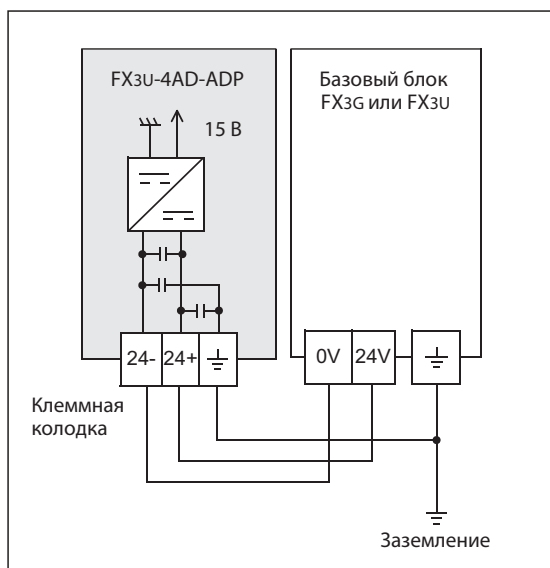 FX3U-4AD-ADP
15 В
Базовый блок
FX3G или FX3U
24- 24+
0V 24V
Клеммная
колодка
Заземление